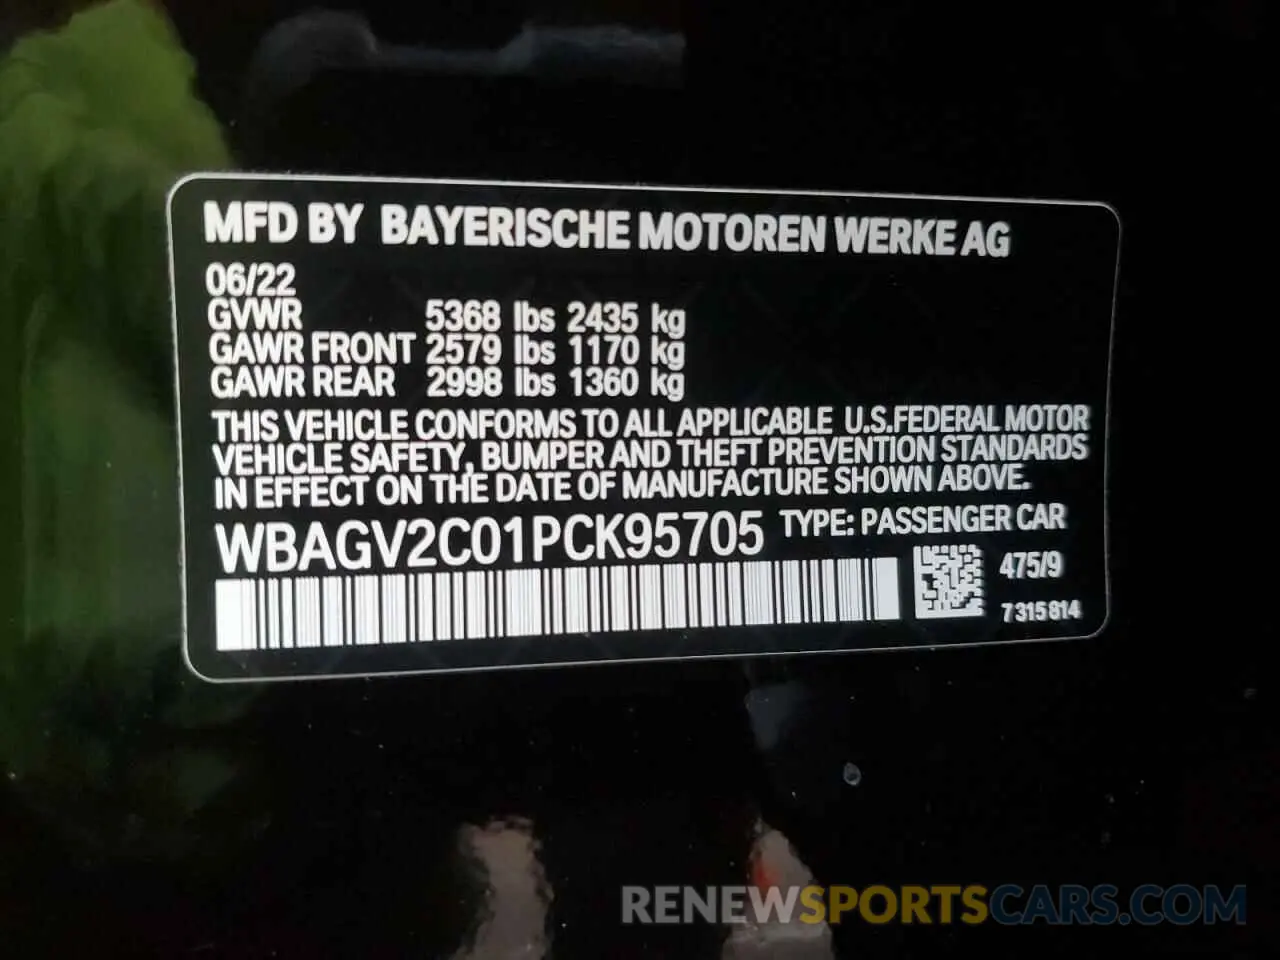 MFD BY BAYERISCHE MOTOREN WERKE AG
06/22
GVWR 5368 lbs 2435 kg
GAWR FRONT 2579 lbs 1170 kg
GAWR REAR 2998 lbs 1360 kg
THIS VEHICLE CONFORMS TO ALL APPLICABLE U.S.FEDERAL MOTOR
VEHICLE SAFETY, BUMPER AND THEFT PREVENTION STANDARDS
IN EFFECT ON THE DATE OF MANUFACTURE SHOWN ABOVE.
WBAGV2C01PCK95705 TYPE: PASSENGER CAR
475/9
7315814
RENEWSPORTSCARS.COM